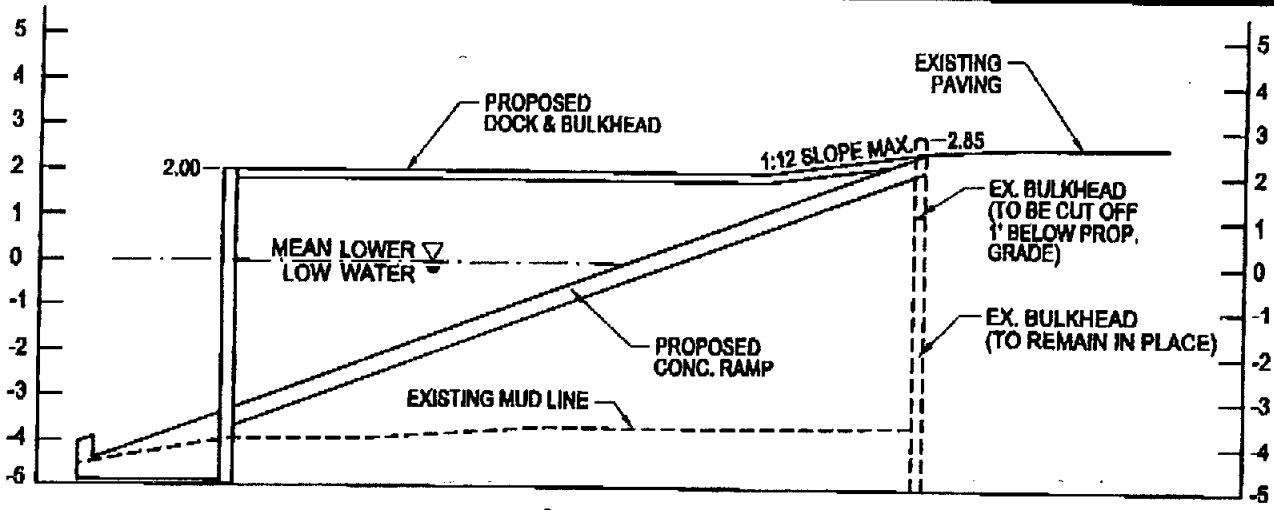 5
4
3
2
1
0
-1
-2
-3
-4
-5
PROPOSED
DOCK & BULKHEAD
2.00
MEAN LOWER
LOW WATER
PROPOSED
CONC. RAMP
EXISTING MUD LINE
1:12 SLOPE MAX.
2.85
EXISTING
PAVING
EX. BULKHEAD
(TO BE CUT OFF
1' BELOW PROP.
GRADE)
EX. BULKHEAD
(TO REMAIN IN PLACE)
5
4
3
2
1
0
-1
-2
-3
-4
-5